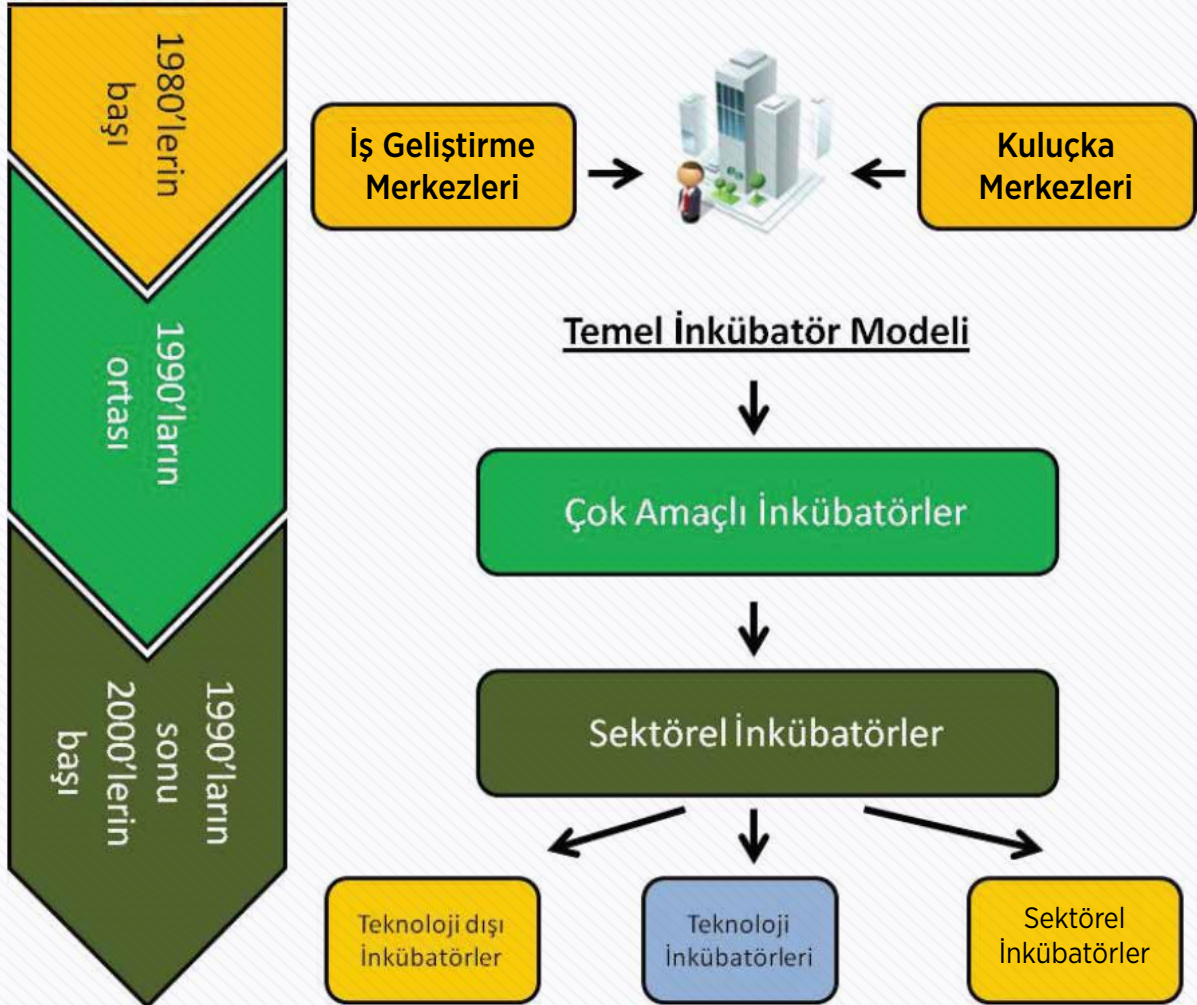 1980'lerin
başı
1990'ların
ortası
1990'ların
sonu
2000'lerin
başı
İş Geliştirme
Merkezleri
Kuluçka
Merkezleri
Temel İnkübatör Modeli
Çok Amaçlı İnkübatörler
Sektörel İnkübatörler
Teknoloji dışı
İnkübatörler
Teknoloji
İnkübatörleri
Sektörel
İnkübatörler